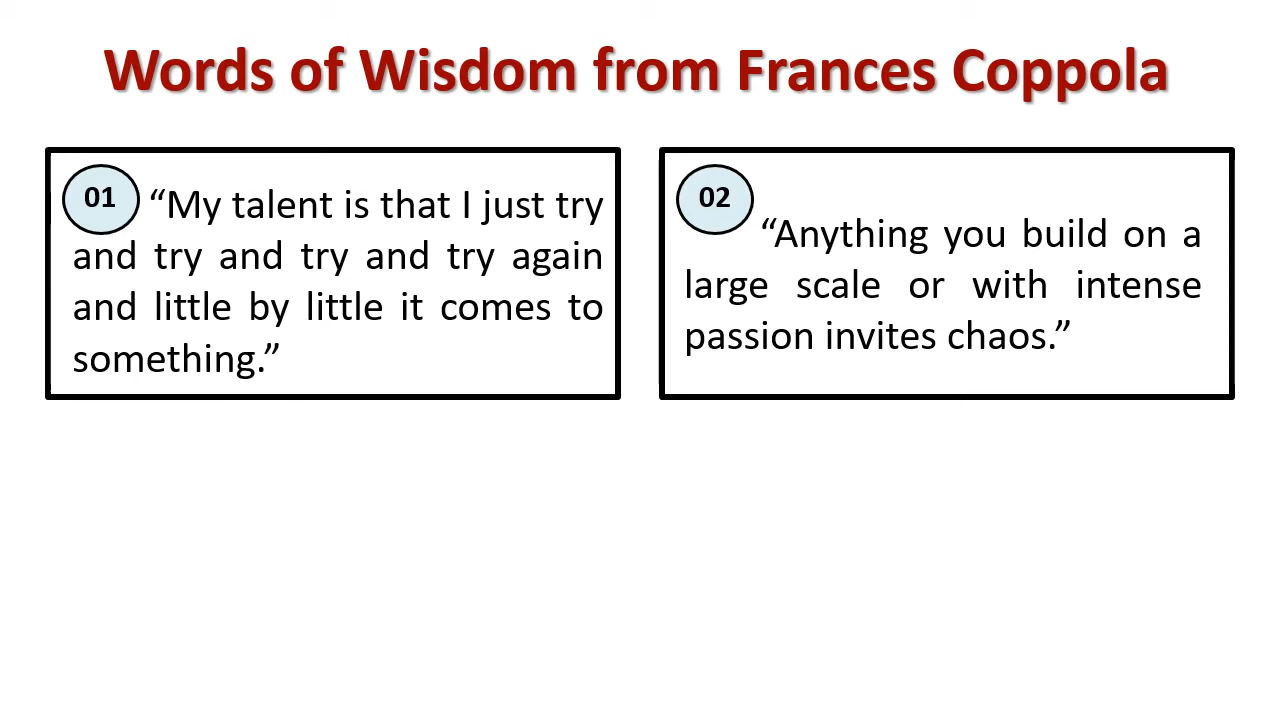 Words of Wisdom from Frances Coppola
01
“My talent is that I just try
and try and try and try again
and little by little it comes to
something.”
02
“Anything you build on a
large scale or with intense
passion invites chaos.”